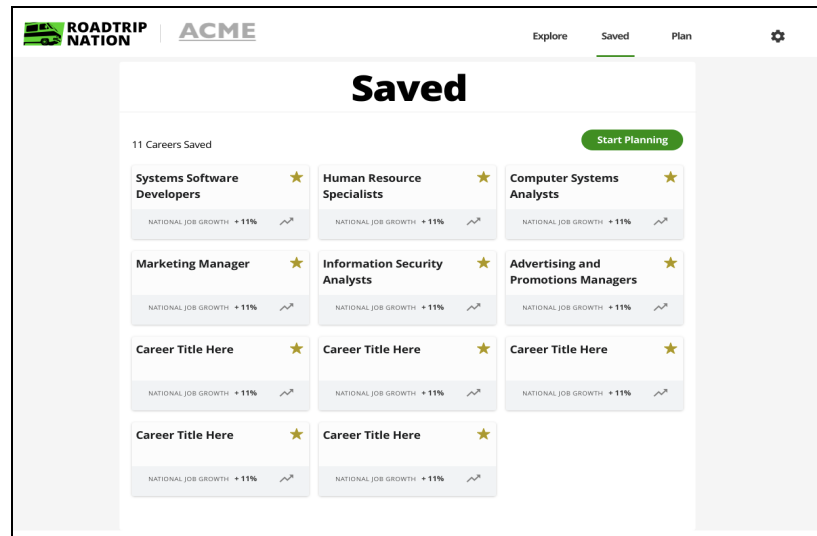 ROADTRIP
NATION
ACME
Explore Saved Plan
Saved
11 Careers Saved
Start Planning
Systems Software
Developers
NATIONAL JOB GROWTH + 11%
Human Resource
Specialists
NATIONAL JOB GROWTH + 11%
Computer Systems
Analysts
NATIONAL JOB GROWTH + 11%
Marketing Manager
NATIONAL JOB GROWTH + 11%
Information Security
Analysts
NATIONAL JOB GROWTH + 11%
Advertising and
Promotions Managers
NATIONAL JOB GROWTH + 11%
Career Title Here
NATIONAL JOB GROWTH + 11%
Career Title Here
NATIONAL JOB GROWTH + 11%
Career Title Here
NATIONAL JOB GROWTH + 11%
Career Title Here
NATIONAL JOB GROWTH + 11%
Career Title Here
NATIONAL JOB GROWTH + 11%